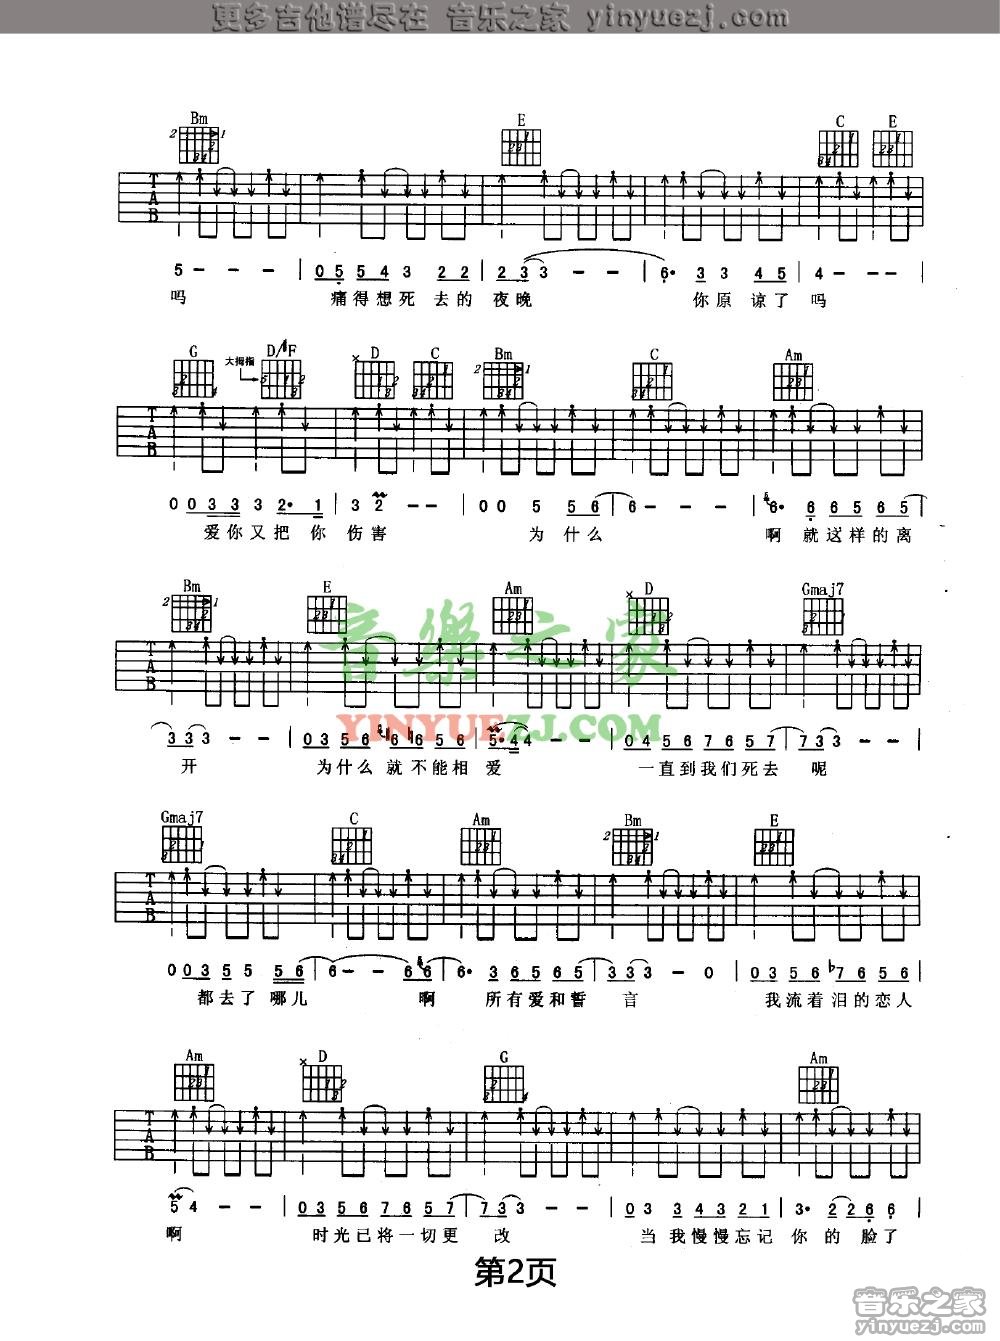 更多吉他谱尽在 音乐之家 yinyuezj.com
Bm E C E
2 1
T A B
5 - - - | 0 5 5 4 3 2 2 | 2 3 3 - - | 6· 3 3 4 5 | 4 - - -
吗 痛得想死去的夜晚 你原谅了吗
G 大拇指 D/#F D C Bm C Am
T A B
0 0 3 3 3 2· 1 | 3 2 - - | 0 0 5 5 6 | 6 - - - | 6· 6 6 5 6 5
爱你又把你伤害 为什么 啊就这样的离
Bm E Am D Gmaj7
音樂之家
T A B
YINYUEZJ.COM
3 3 3 - - | 0 3 5 6 6 6 5 6 | 5· 4 4 - - | 0 4 5 6 7 6 5 7 | 7 3 3 - -
开 为什么就不能相爱 一直到我们死去 呢
Gmaj7 C Am Bm E
T A B
0 0 3 5 5 5 6 | 6 - - 6 6 | 6· 3 6 5 6 5 | 3 3 3 - 0 | 0 3 5 6 b7 6 5 6
都去了哪儿 啊 所有爱和誓言 我流着泪的恋人
Am D G Am
T A B
5 4 - - | 0 3 5 6 7 6 5 7 | 7 3 3 - - | 0 3 3 4 3 2 1 | 3· 2 2 6 6
啊 时光已将一切更改 当我慢慢忘记你的脸了
第2页
音乐之家
yinyuezj.com